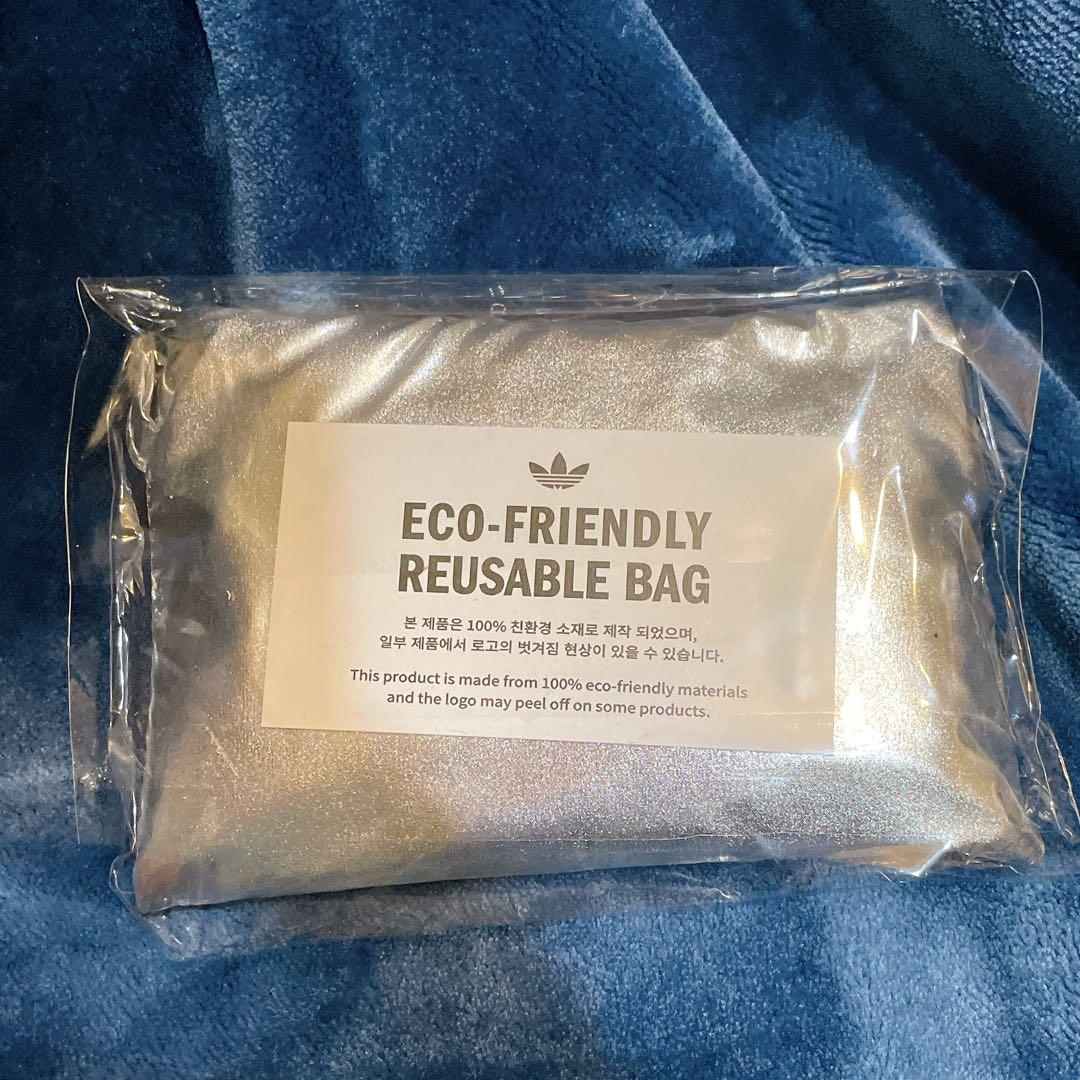 ECO-FRIENDLY
REUSABLE BAG
본 제품은 100% 친환경 소재로 제작 되었으며,
일부 제품에서 로고의 벗겨짐 현상이 있을 수 있습니다.
This product is made from 100% eco-friendly materials
and the logo may peel off on some products.